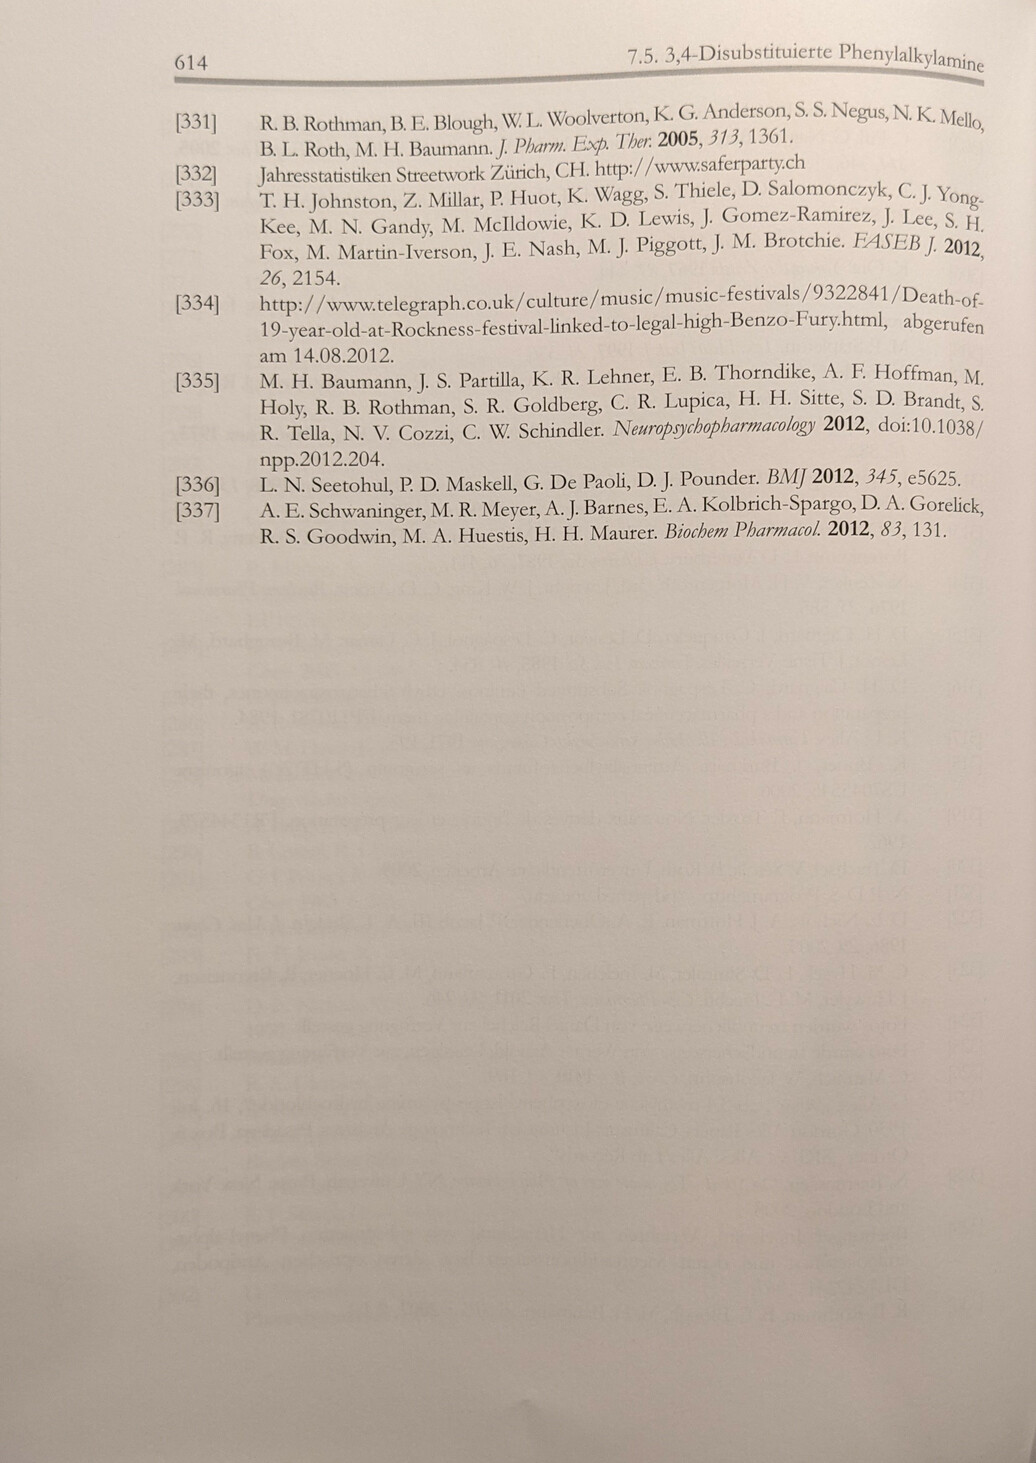 614 7.5. 3,4-Disubstituierte Phenylalkylamine
[331] R. B. Rothman, B. E. Blough, W. L. Woolverton, K. G. Anderson, S. S. Negus, N. K. Mello,
B. L. Roth, M. H. Baumann. J. Pharm. Exp. Ther. 2005, 313, 1361.
[332] Jahresstatistiken Streetwork Zürich, CH. http://www.saferparty.ch
[333] T. H. Johnston, Z. Millar, P. Huot, K. Wagg, S. Thiele, D. Salomonczyk, C. J. Yong-
Kee, M. N. Gandy, M. McIldowie, K. D. Lewis, J. Gomez-Ramirez, J. Lee, S. H.
Fox, M. Martin-Iverson, J. E. Nash, M. J. Piggott, J. M. Brotchie. FASEB J. 2012,
26, 2154.
[334] http://www.telegraph.co.uk/culture/music/music-festivals/9322841/Death-of-
19-year-old-at-Rockness-festival-linked-to-legal-high-Benzo-Fury.html, abgerufen
am 14.08.2012.
[335] M. H. Baumann, J. S. Partilla, K. R. Lehner, E. B. Thorndike, A. F. Hoffman, M.
Holy, R. B. Rothman, S. R. Goldberg, C. R. Lupica, H. H. Sitte, S. D. Brandt, S.
R. Tella, N. V. Cozzi, C. W. Schindler. Neuropsychopharmacology 2012, doi:10.1038/
npp.2012.204.
[336] L. N. Seetohul, P. D. Maskell, G. De Paoli, D. J. Pounder. BMJ 2012, 345, e5625.
[337] A. E. Schwaninger, M. R. Meyer, A. J. Barnes, E. A. Kolbrich-Spargo, D. A. Gorelick,
R. S. Goodwin, M. A. Huestis, H. H. Maurer. Biochem Pharmacol. 2012, 83, 131.